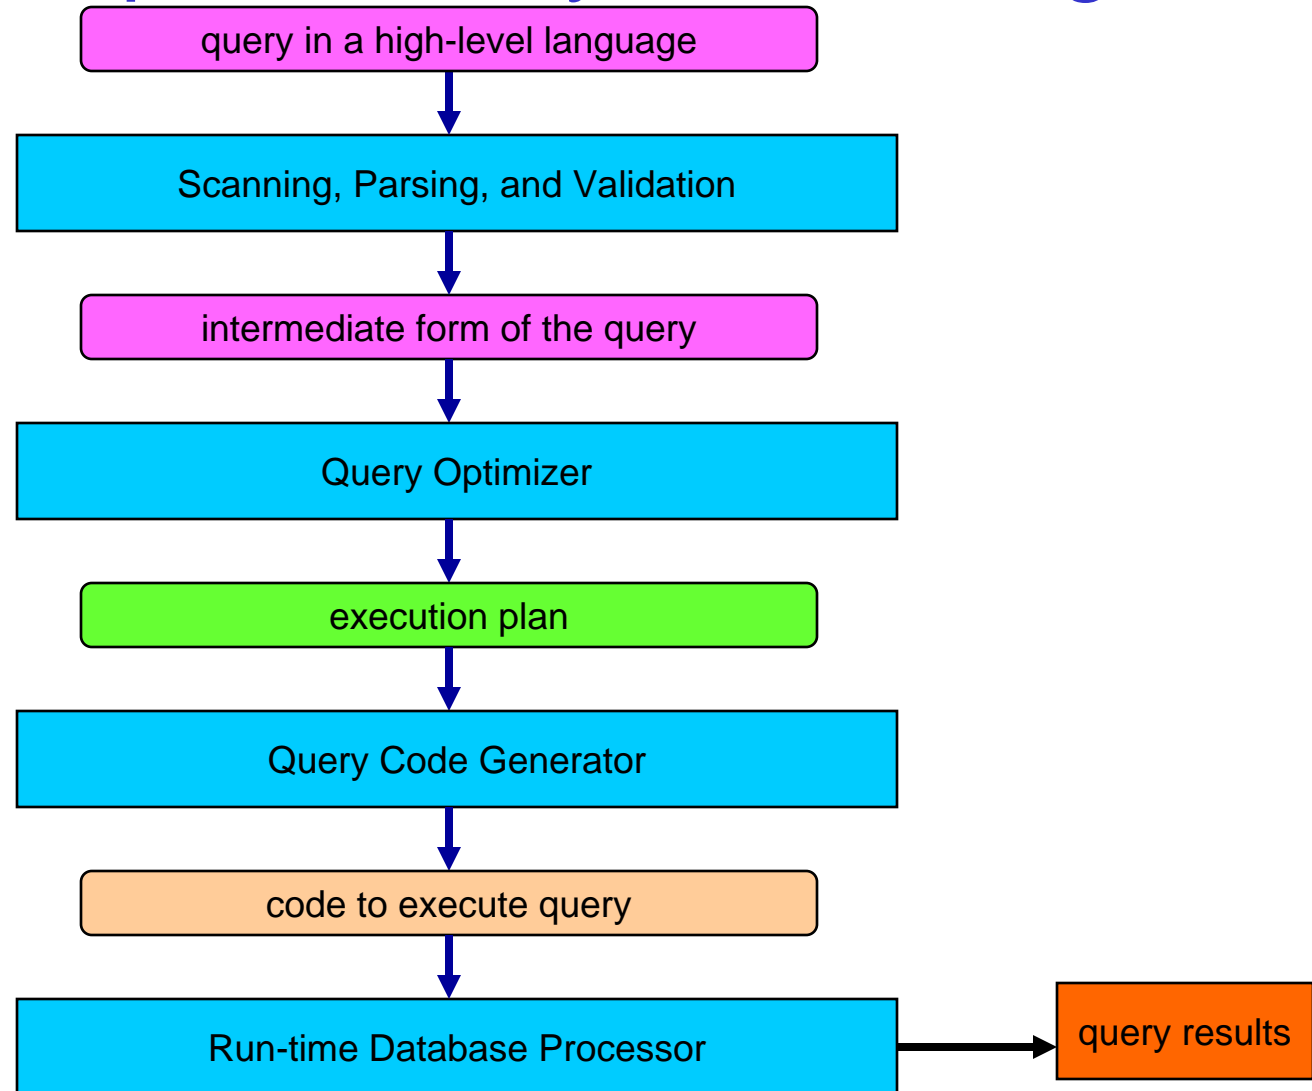 query in a high-level language
Scanning, Parsing, and Validation
intermediate form of the query
Query Optimizer
execution plan
Query Code Generator
code to execute query
Run-time Database Processor
query results